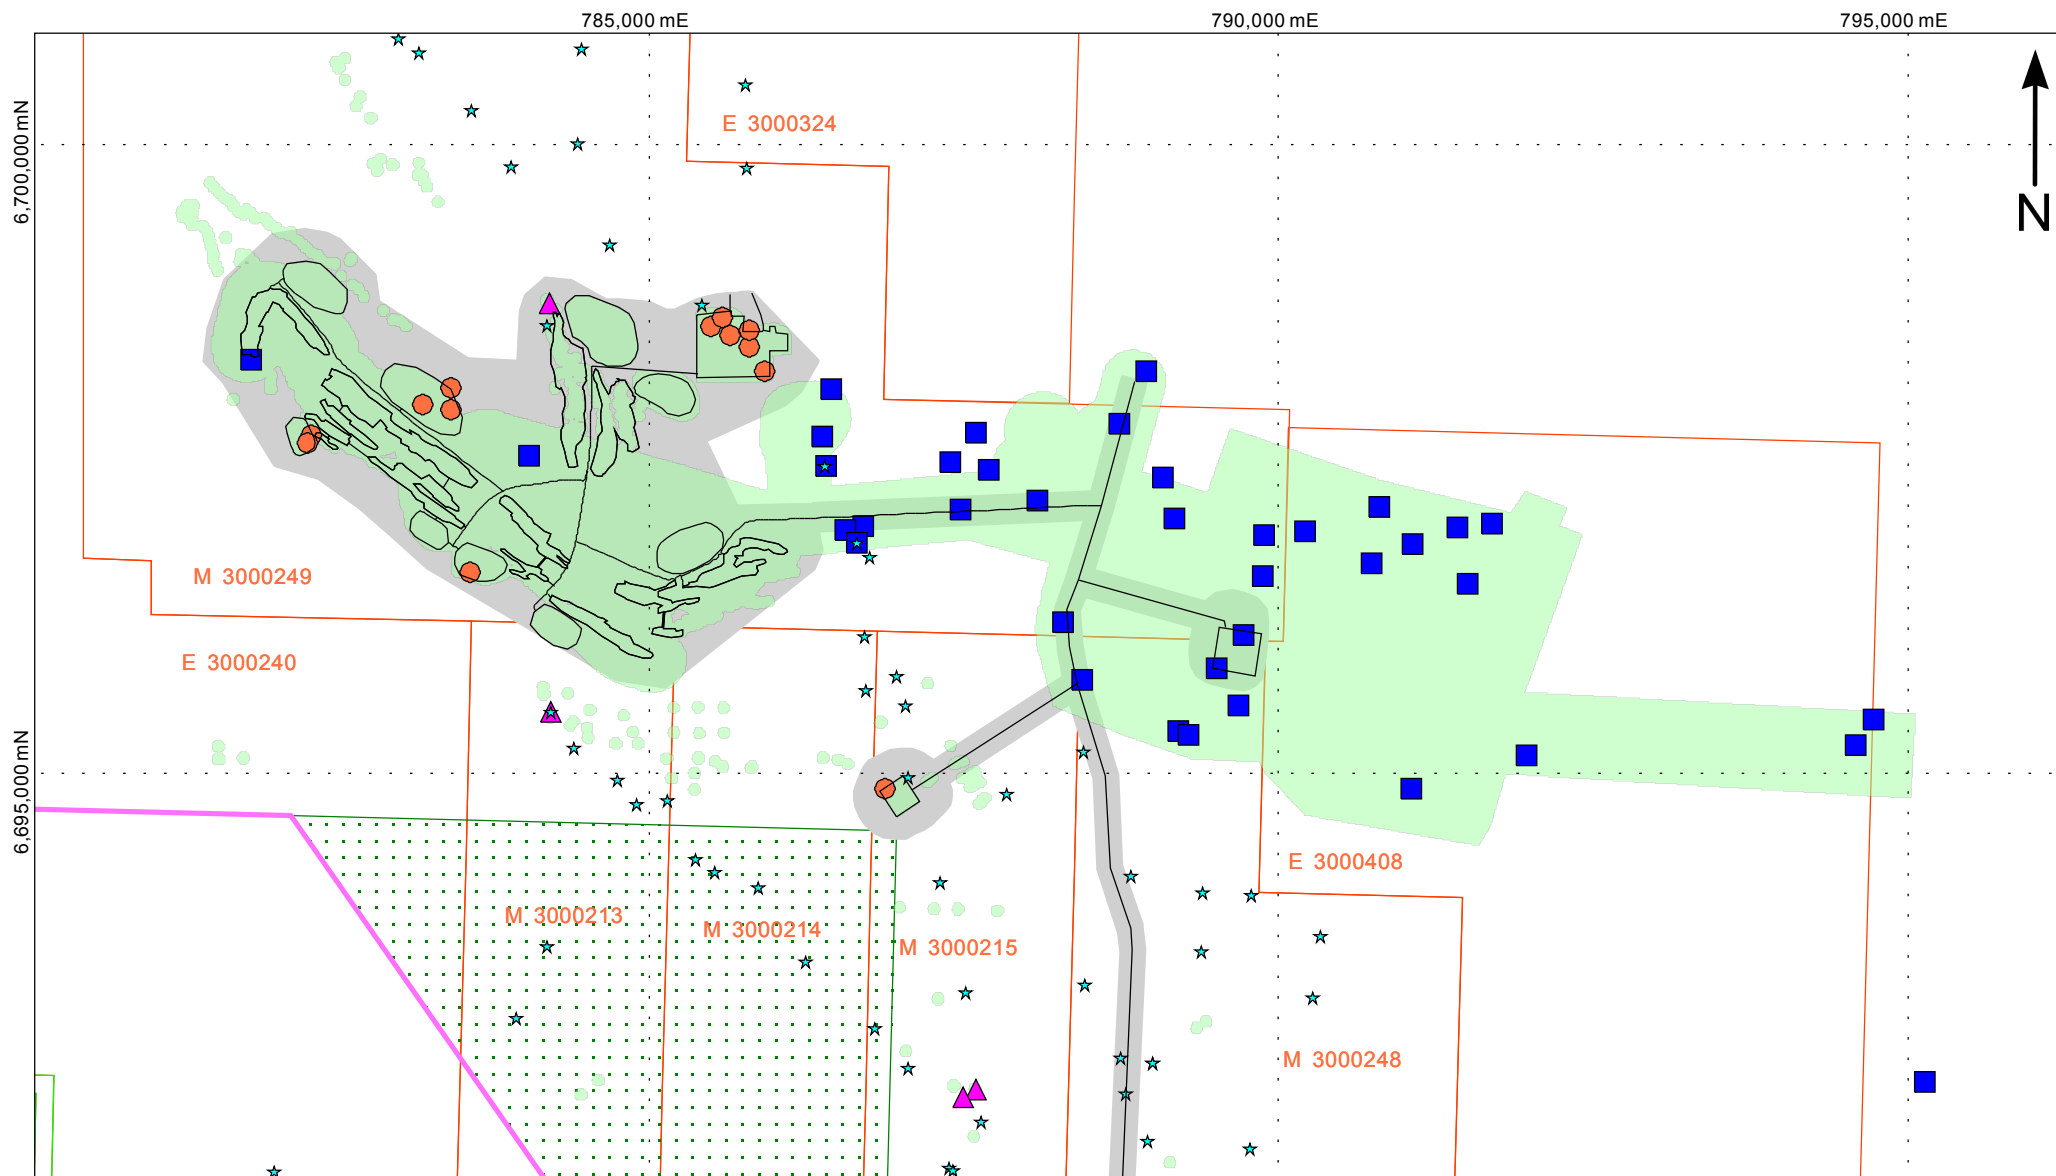 785,000 mE
790,000 mE
795,000 mE
E 3000324
6,700,000 mN
N
M 3000249
E 3000240
6,695,000 mN
E 3000408
M 3000213
M 3000214
M 3000215
M 3000248